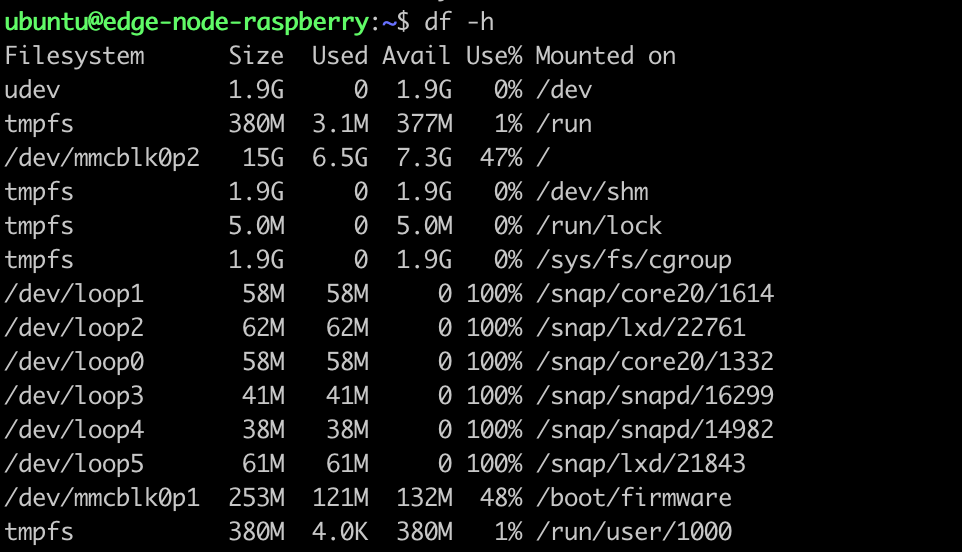 ubuntu@edge-node-raspberry:~$ df -h
Filesystem      Size  Used Avail Use% Mounted on
udev            1.9G     0  1.9G   0% /dev
tmpfs           380M  3.1M  377M   1% /run
/dev/mmcblk0p2   15G  6.5G  7.3G  47% /
tmpfs           1.9G     0  1.9G   0% /dev/shm
tmpfs           5.0M     0  5.0M   0% /run/lock
tmpfs           1.9G     0  1.9G   0% /sys/fs/cgroup
/dev/loop1       58M   58M     0 100% /snap/core20/1614
/dev/loop2       62M   62M     0 100% /snap/lxd/22761
/dev/loop0       58M   58M     0 100% /snap/core20/1332
/dev/loop3       41M   41M     0 100% /snap/snapd/16299
/dev/loop4       38M   38M     0 100% /snap/snapd/14982
/dev/loop5       61M   61M     0 100% /snap/lxd/21843
/dev/mmcblk0p1  253M  121M  132M  48% /boot/firmware
tmpfs           380M  4.0K  380M   1% /run/user/1000